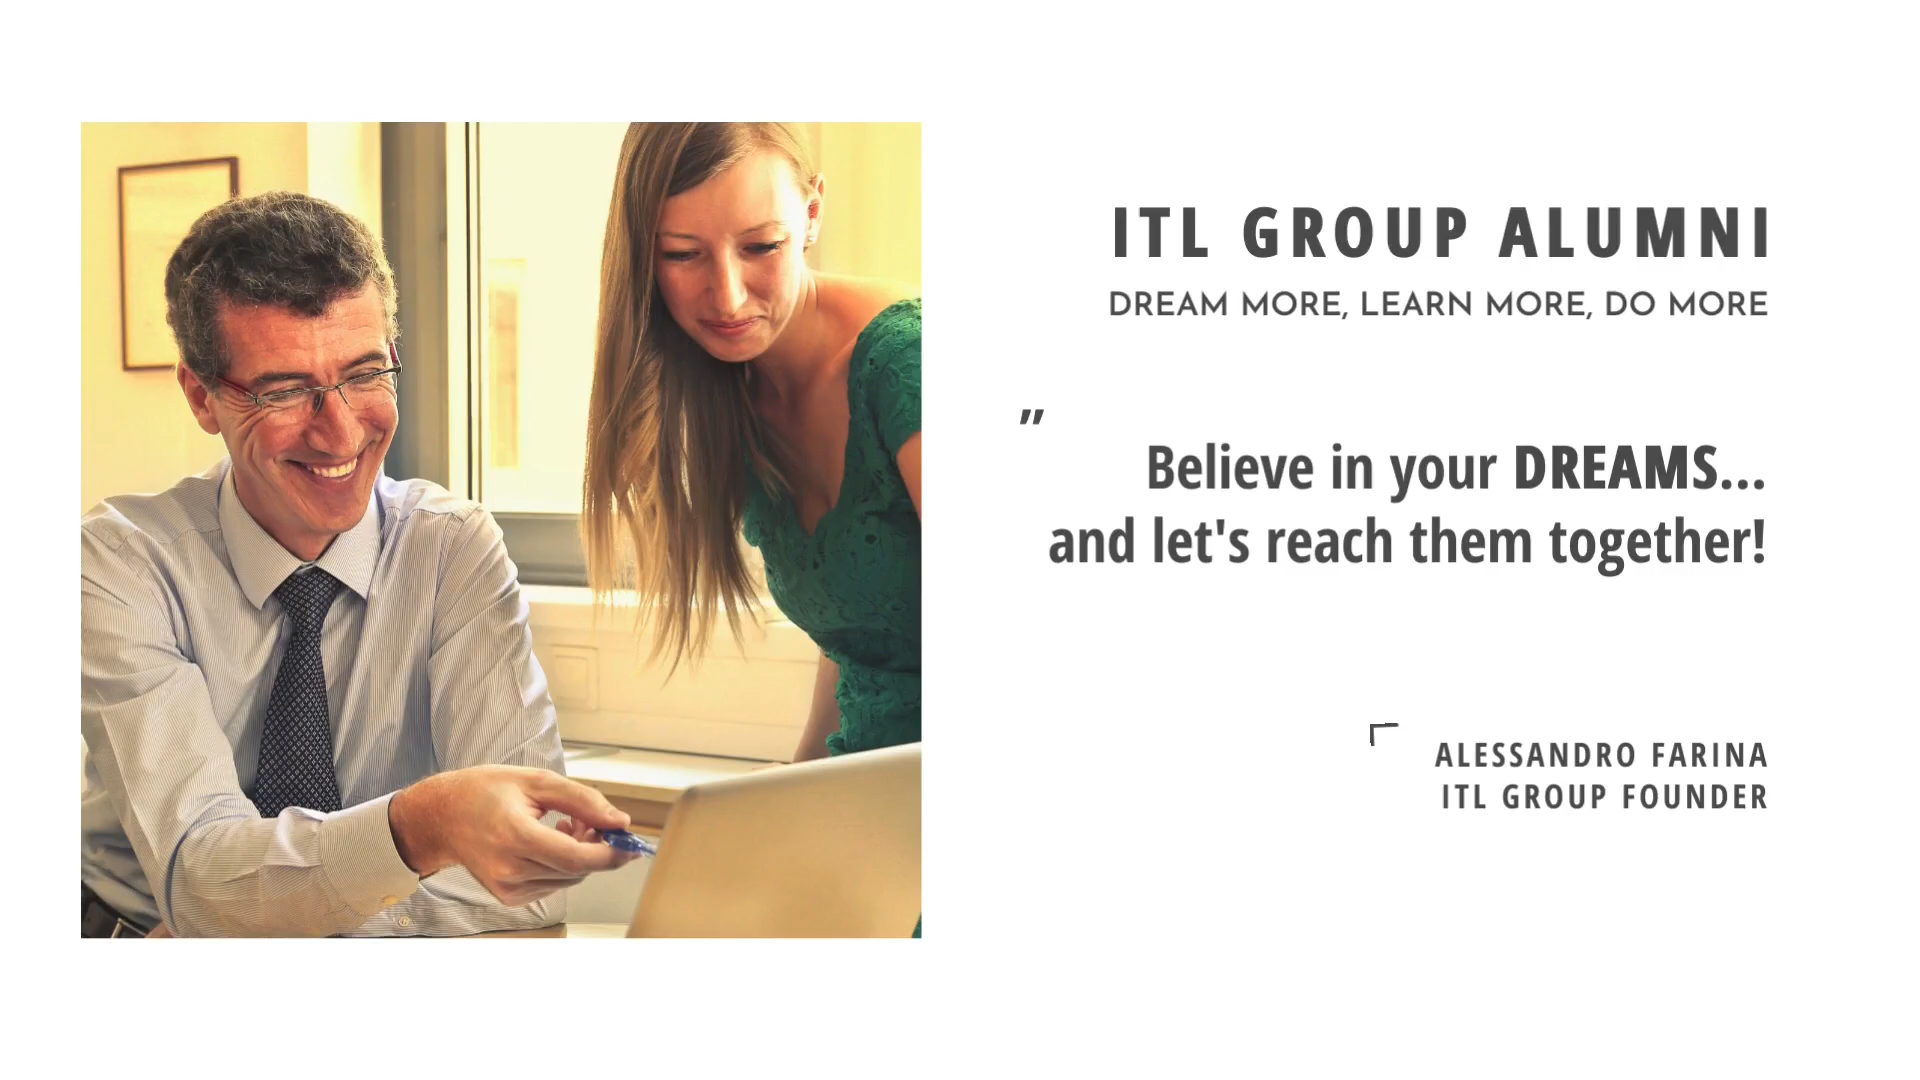 ITL GROUP ALUMNI
DREAM MORE, LEARN MORE, DO MORE
"
Believe in your DREAMS...
and let's reach them together!
ALESSANDRO FARINA
ITL GROUP FOUNDER